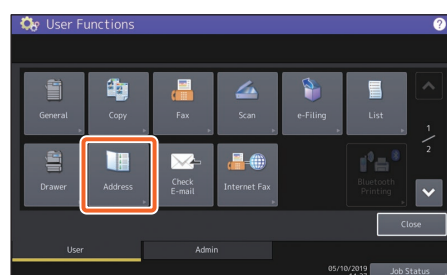 User Functions
?
General
Copy
Fax
Scan
e-Filing
List
1
2
Drawer
Address
Check
E-mail
Internet Fax
Bluetooth
Printing
Close
User
Admin
05/10/2019
Job Status